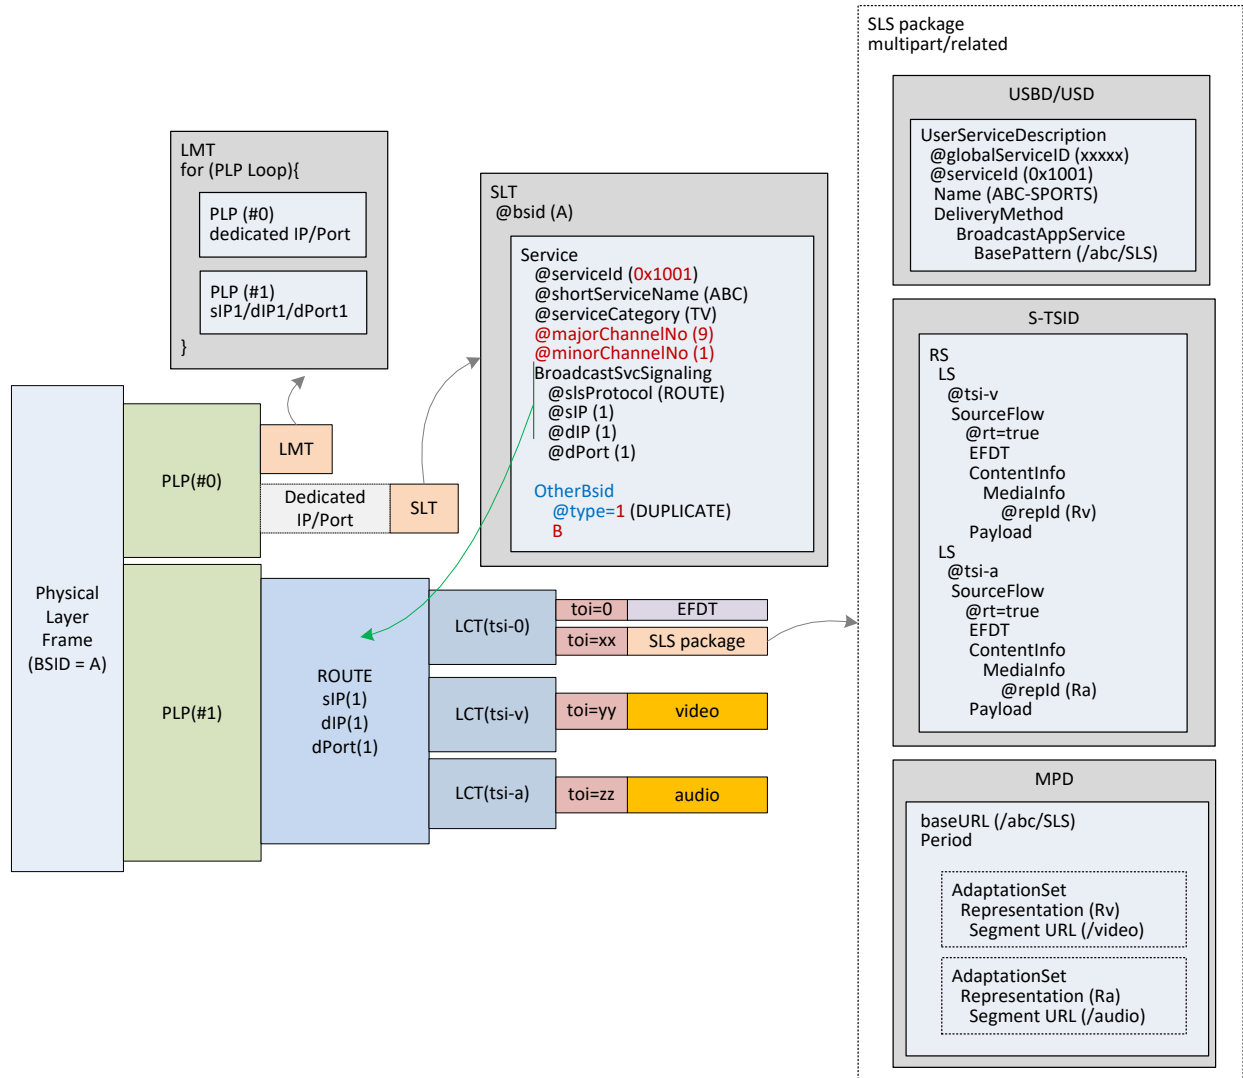 SLS package
multipart/related
USBD/USD
UserServiceDescription
@globalServiceID (xxxxx)
@serviceId (0x1001)
Name (ABC-SPORTS)
DeliveryMethod
BroadcastAppService
BasePattern (/abc/SLS)
LMT
for (PLP Loop){
PLP (#0)
dedicated IP/Port
PLP (#1)
sIP1/dIP1/dPort1
}
SLT
@bsid (A)
Service
@serviceId (0x1001)
@shortServiceName (ABC)
@serviceCategory (TV)
@majorChannelNo (9)
@minorChannelNo (1)
BroadcastSvcSignaling
@slsProtocol (ROUTE)
@sIP (1)
@dIP (1)
@dPort (1)
OtherBsid
@type=1 (DUPLICATE)
B
S-TSID
RS
LS
@tsi-v
SourceFlow
@rt=true
EFDT
ContentInfo
MediaInfo
@repId (Rv)
Payload
LS
@tsi-a
SourceFlow
@rt=true
EFDT
ContentInfo
MediaInfo
@repId (Ra)
Payload
Physical
Layer
Frame
(BSID = A)
PLP(#0)
LMT
Dedicated
IP/Port
SLT
PLP(#1)
ROUTE
sIP(1)
dIP(1)
dPort(1)
LCT(tsi-0)
toi=0
EFDT
toi=xx
SLS package
LCT(tsi-v)
toi=yy
video
LCT(tsi-a)
toi=zz
audio
MPD
baseURL (/abc/SLS)
Period
AdaptationSet
Representation (Rv)
Segment URL (/video)
AdaptationSet
Representation (Ra)
Segment URL (/audio)